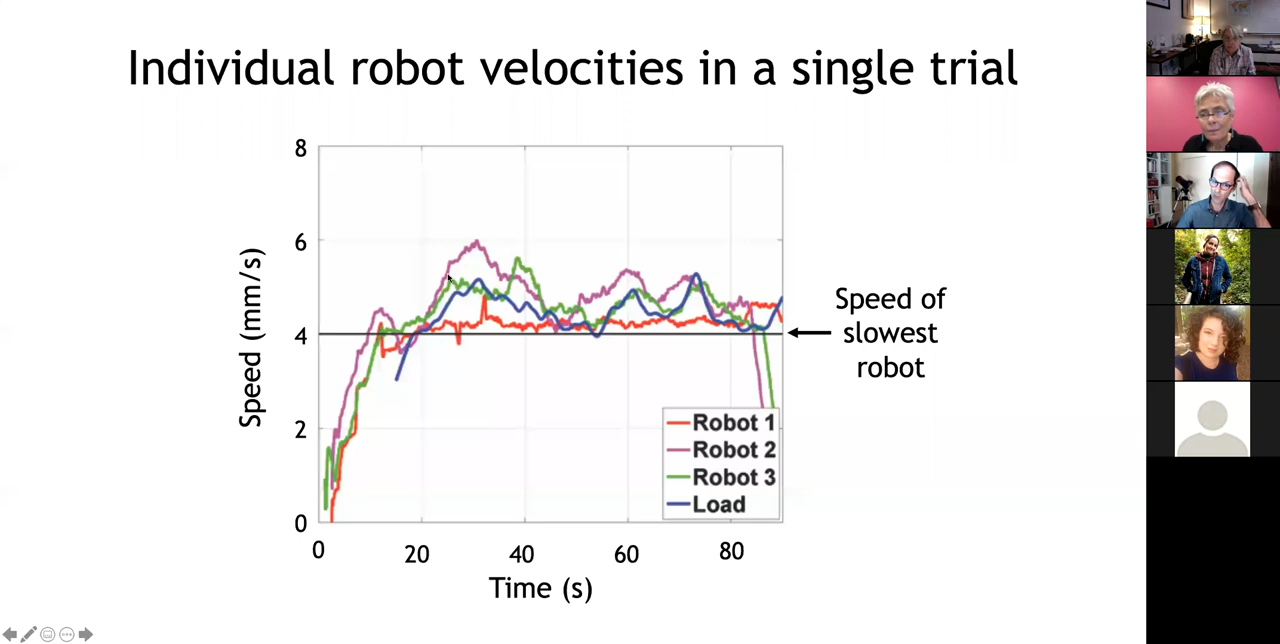 Individual robot velocities in a single trial
8
6
4
2
0
Speed (mm/s)
0 20 40 60 80
Time (s)
Robot 1
Robot 2
Robot 3
Load
Speed of
slowest
robot